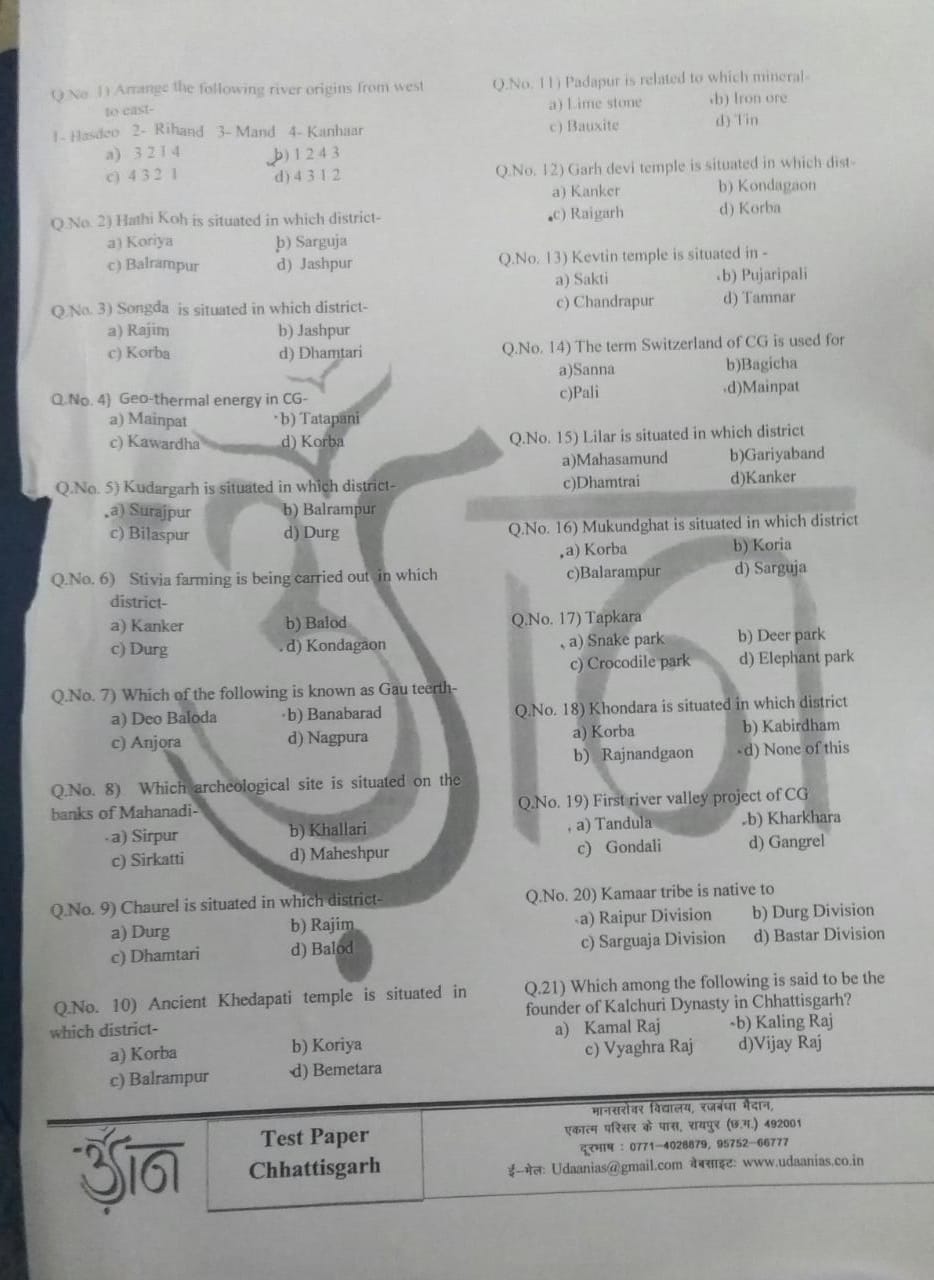 Q.No. 1) Arrange the following river origins from west
to east-
1- Hasdeo 2- Rihand 3- Mand 4- Kanhaar
a) 3 2 1 4 b) 1 2 4 3
c) 4 3 2 1 d) 4 3 1 2
Q.No. 2) Hathi Koh is situated in which district-
a) Koriya b) Sarguja
c) Balrampur d) Jashpur
Q.No. 3) Songda is situated in which district-
a) Rajim b) Jashpur
c) Korba d) Dhamtari
Q.No. 4) Geo-thermal energy in CG-
a) Mainpat b) Tatapani
c) Kawardha d) Korba
Q.No. 5) Kudargarh is situated in which district-
a) Surajpur b) Balrampur
c) Bilaspur d) Durg
Q.No. 6) Stivia farming is being carried out in which
district-
a) Kanker b) Balod
c) Durg d) Kondagaon
Q.No. 7) Which of the following is known as Gau teerth-
a) Deo Baloda b) Banabarad
c) Anjora d) Nagpura
Q.No. 8) Which archeological site is situated on the
banks of Mahanadi-
a) Sirpur b) Khallari
c) Sirkatti d) Maheshpur
Q.No. 9) Chaurel is situated in which district-
a) Durg b) Rajim
c) Dhamtari d) Balod
Q.No. 10) Ancient Khedapati temple is situated in
which district-
a) Korba b) Koriya
c) Balrampur d) Bemetara
Q.No. 11) Padapur is related to which mineral-
a) Lime stone b) Iron ore
c) Bauxite d) Tin
Q.No. 12) Garh devi temple is situated in which dist-
a) Kanker b) Kondagaon
c) Raigarh d) Korba
Q.No. 13) Kevtin temple is situated in -
a) Sakti b) Pujaripali
c) Chandrapur d) Tamnar
Q.No. 14) The term Switzerland of CG is used for
a)Sanna b)Bagicha
c)Pali d)Mainpat
Q.No. 15) Lilar is situated in which district
a)Mahasamund b)Gariyaband
c)Dhamtrai d)Kanker
Q.No. 16) Mukundghat is situated in which district
a) Korba b) Koria
c)Balarampur d) Sarguja
Q.No. 17) Tapkara
a) Snake park b) Deer park
c) Crocodile park d) Elephant park
Q.No. 18) Khondara is situated in which district
a) Korba b) Kabirdham
b) Rajnandgaon d) None of this
Q.No. 19) First river valley project of CG
a) Tandula b) Kharkhara
c) Gondali d) Gangrel
Q.No. 20) Kamaar tribe is native to
a) Raipur Division b) Durg Division
c) Sarguaja Division d) Bastar Division
Q.21) Which among the following is said to be the
founder of Kalchuri Dynasty in Chhattisgarh?
a) Kamal Raj b) Kaling Raj
c) Vyaghra Raj d)Vijay Raj
उड़ान
Test Paper
Chhattisgarh
मानसरोवर विद्यालय, रजबंधा मैदान,
एकात्म परिसर के पास, रायपुर (छ.ग.) 492001
दूरभाष : 0771-4028879, 95752-66777
ई-मेल: Udaanias@gmail.com वेबसाइट: www.udaanias.co.in